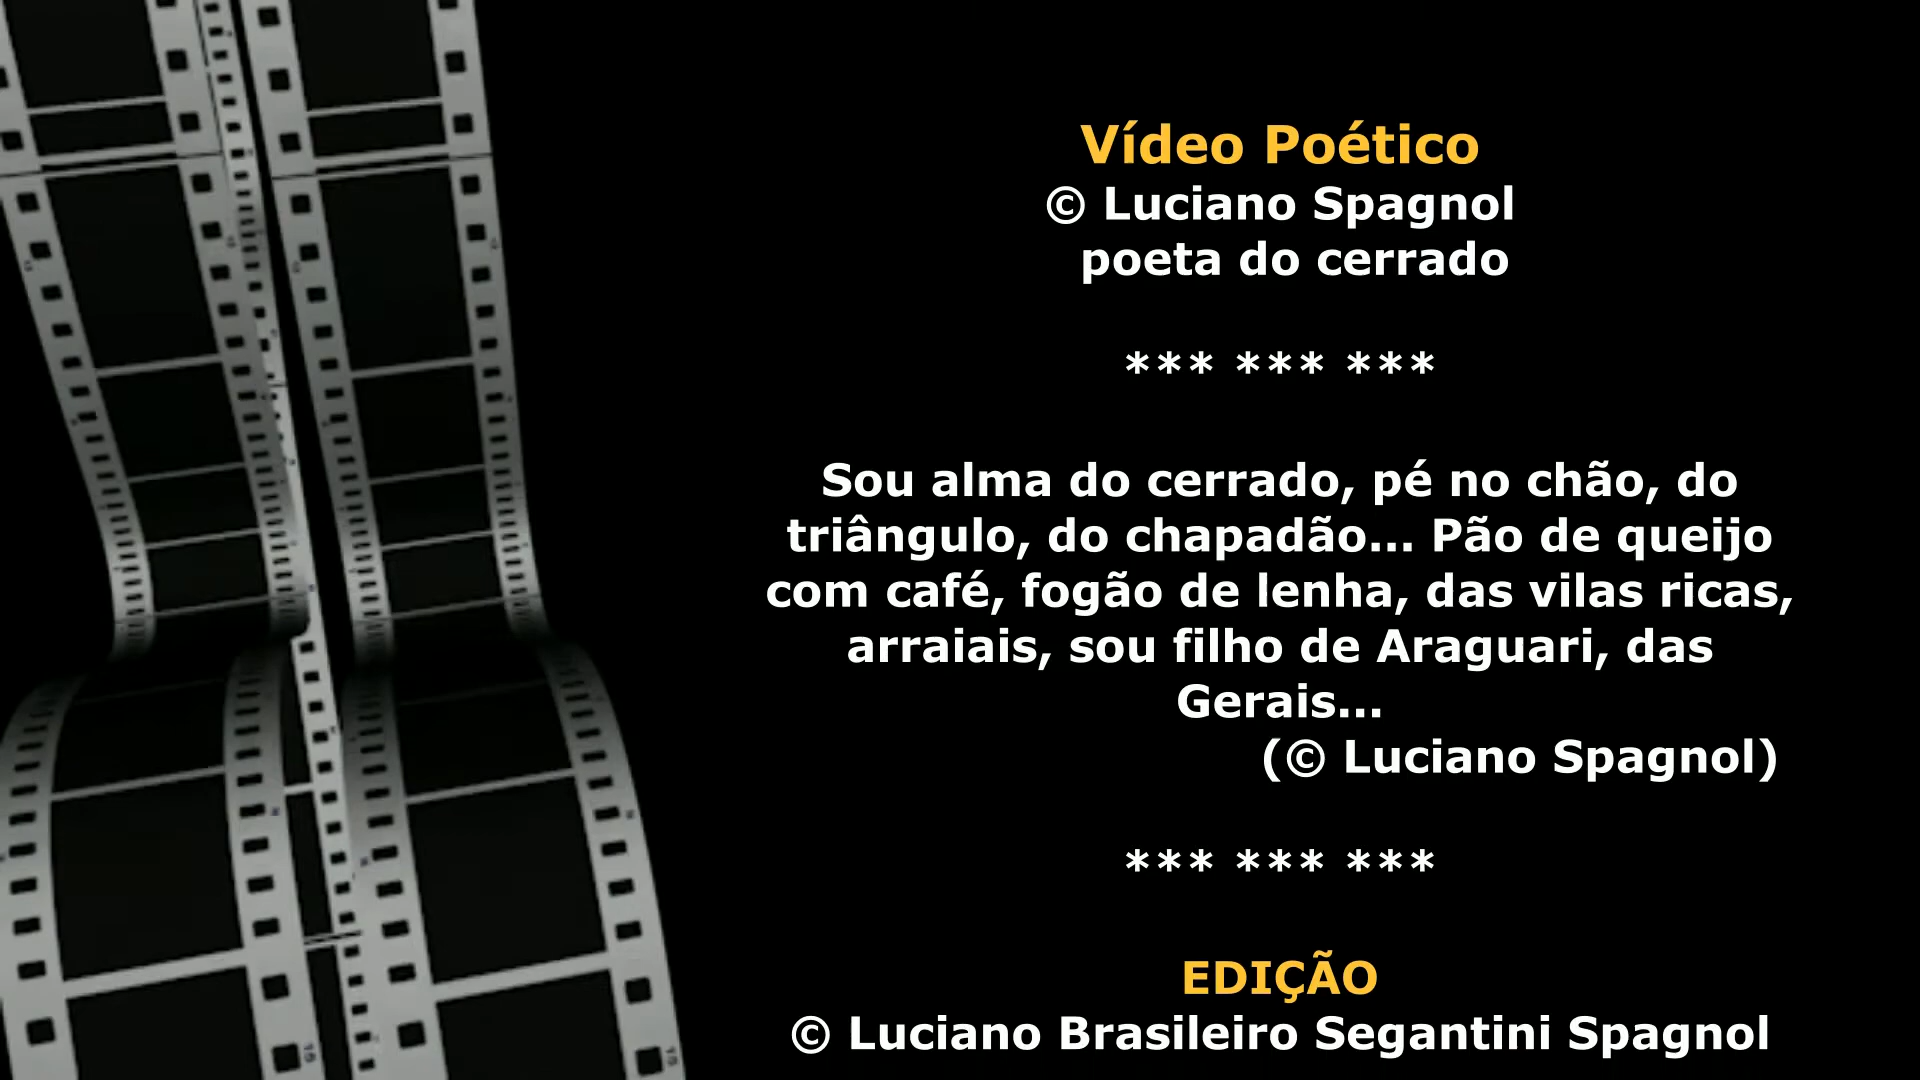 Vídeo Poético
© Luciano Spagnol
poeta do cerrado
*** *** ***
Sou alma do cerrado, pé no chão, do
triângulo, do chapadão... Pão de queijo
com café, fogão de lenha, das vilas ricas,
arraiais, sou filho de Araguari, das
Gerais...
(© Luciano Spagnol)
*** *** ***
EDIÇÃO
© Luciano Brasileiro Segantini Spagnol